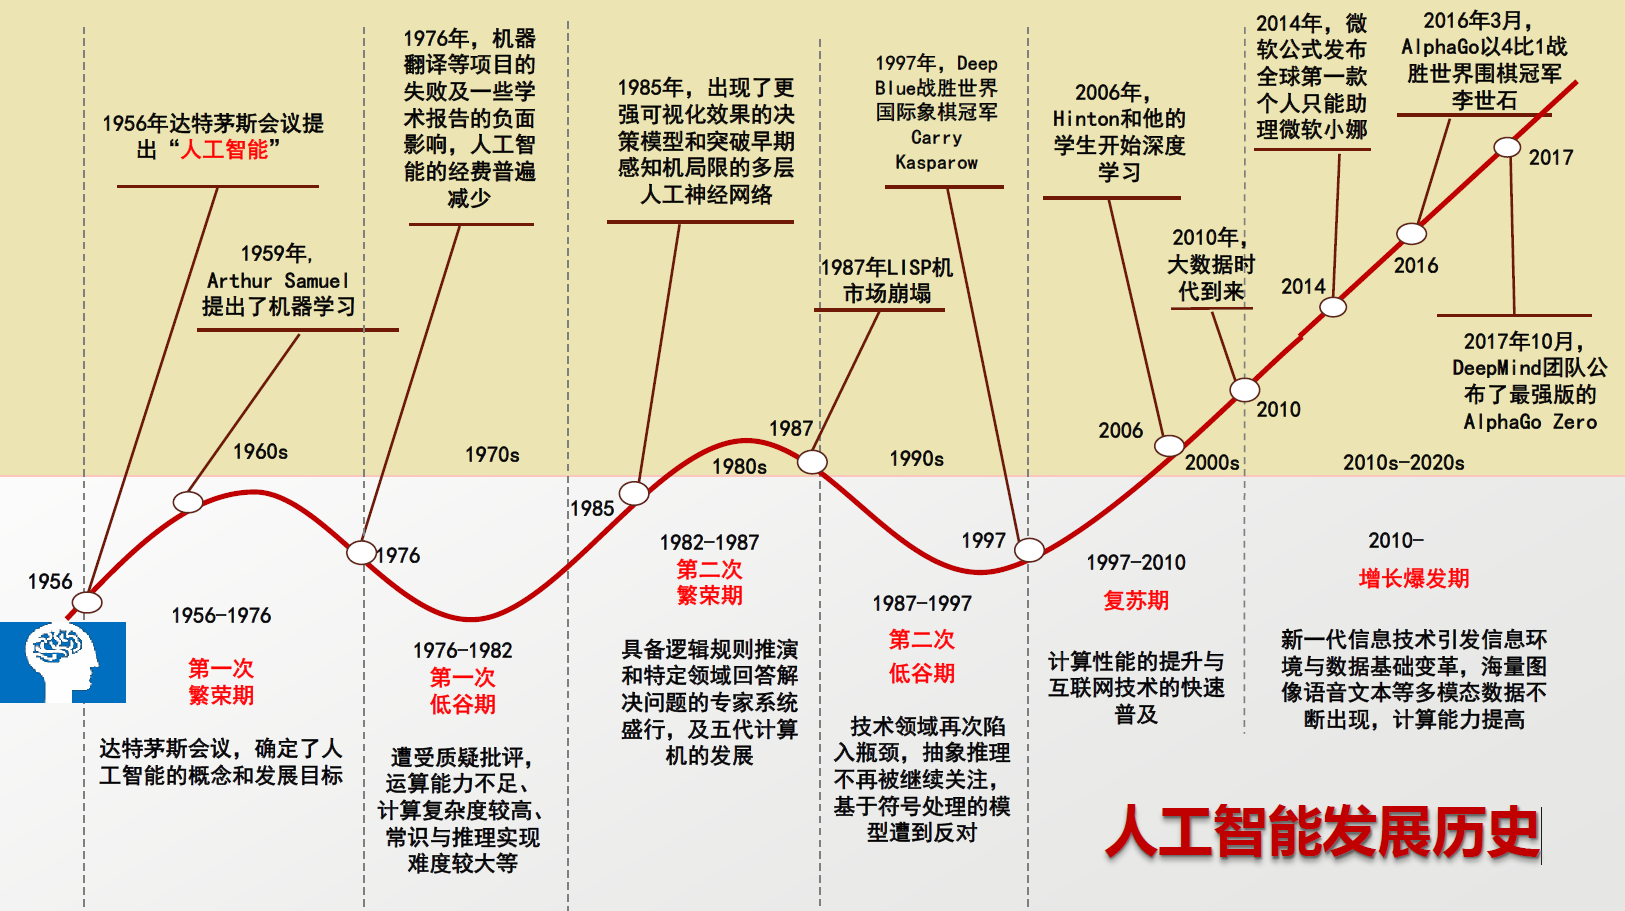 1956年达特茅斯会议提
出“人工智能”
1959年,
Arthur Samuel
提出了机器学习
1976年，机器
翻译等项目的
失败及一些学
术报告的负面
影响，人工智
能的经费普遍
减少
1985年，出现了更
强可视化效果的决
策模型和突破早期
感知机局限的多层
人工神经网络
1987年LISP机
市场崩塌
1997年，Deep
Blue战胜世界
国际象棋冠军
Carry
Kasparow
2006年，
Hinton和他的
学生开始深度
学习
2010年，
大数据时
代到来
2014年，微
软公式发布
全球第一款
个人只能助
理微软小娜
2016年3月，
AlphaGo以4比1战
胜世界围棋冠军
李世石
2017年10月，
DeepMind团队公
布了最强版的
AlphaGo Zero
1956
1976
1985
1987
1997
2006
2010
2014
2016
2017
1960s
1970s
1980s
1990s
2000s
2010s-2020s
1956-1976
第一次
繁荣期
达特茅斯会议，确定了人
工智能的概念和发展目标
1976-1982
第一次
低谷期
遭受质疑批评，
运算能力不足、
计算复杂度较高、
常识与推理实现
难度较大等
1982-1987
第二次
繁荣期
具备逻辑规则推演
和特定领域回答解
决问题的专家系统
盛行，及五代计算
机的发展
1987-1997
第二次
低谷期
技术领域再次陷
入瓶颈，抽象推理
不再被继续关注，
基于符号处理的模
型遭到反对
1997-2010
复苏期
计算性能的提升与
互联网技术的快速
普及
2010-
增长爆发期
新一代信息技术引发信息环
境与数据基础变革，海量图
像语音文本等多模态数据不
断出现，计算能力提高
人工智能发展历史